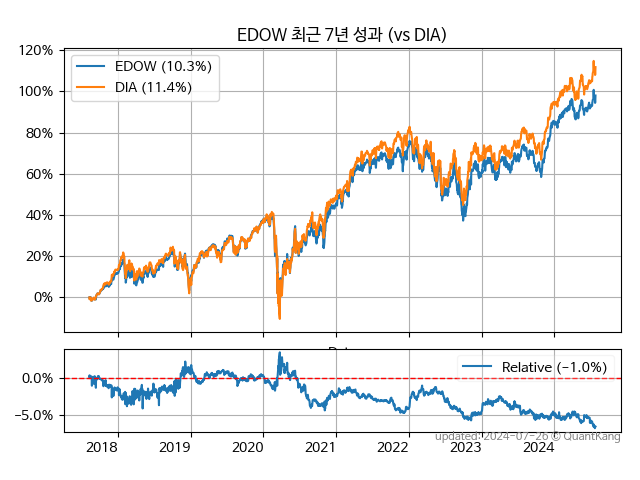 EDOW 최근 7년 성과 (vs DIA)
120%
100%
80%
60%
40%
20%
0%
EDOW (10.3%)
DIA (11.4%)
0.0%
−5.0%
Relative (−1.0%)
2018 2019 2020 2021 2022 2023 2024
updated: 2024-07-26 © QuantKang